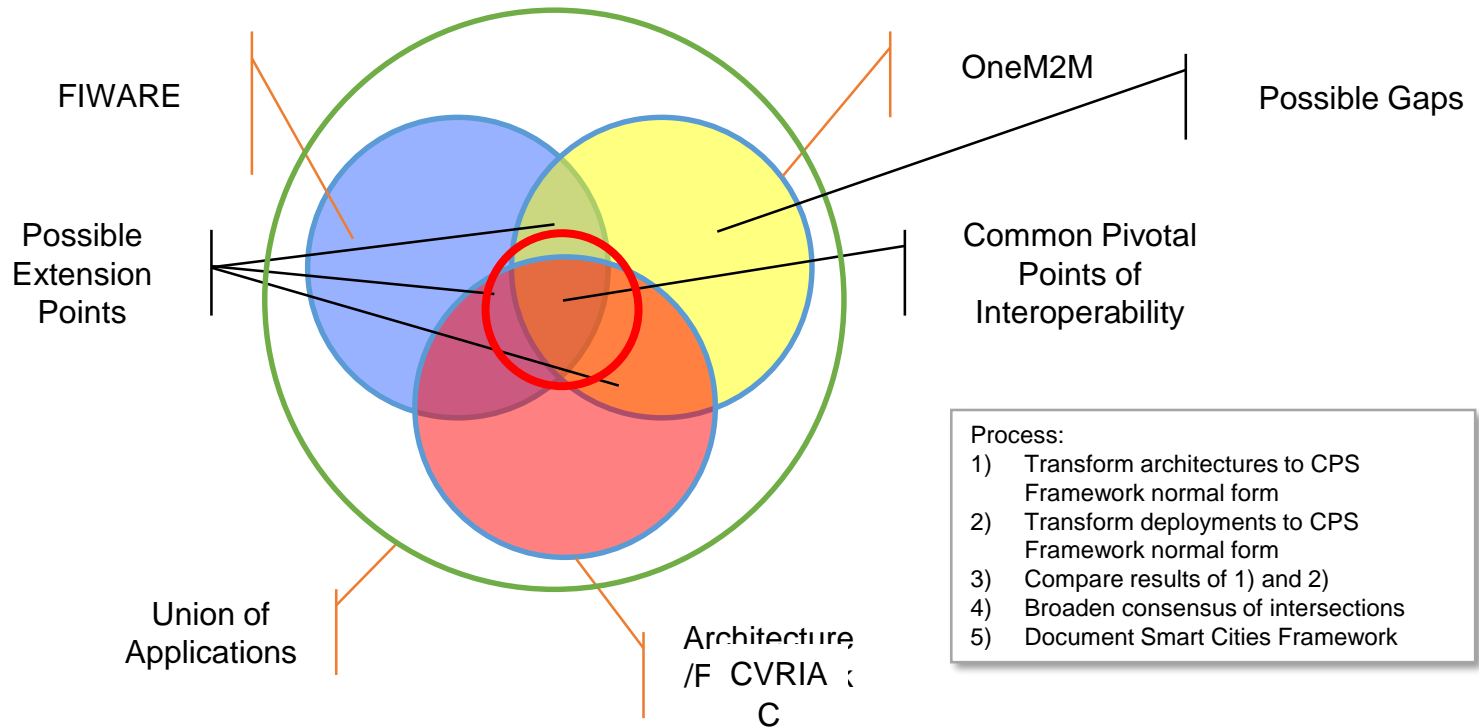 FIWARE
OneM2M
Possible Gaps
Possible
Extension
Points
Common Pivotal
Points of
Interoperability
Process:
1) Transform architectures to CPS
Framework normal form
2) Transform deployments to CPS
Framework normal form
3) Compare results of 1) and 2)
4) Broaden consensus of intersections
5) Document Smart Cities Framework
Union of
Applications
Architecture
CVRIA
C